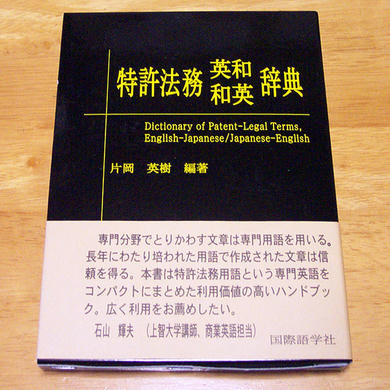 特許法務 英和 和英 辞典
Dictionary of Patent-Legal Terms,
English-Japanese/Japanese-English
片岡 英樹 編著
専門分野でとりかわす文章は専門用語を用いる。
長年にわたり培われた用語で作成された文章は信
頼を得る。本書は特許法務用語という専門英語を
コンパクトにまとめた利用価値の高いハンドブッ
ク。広く利用をお薦めしたい。
石山 輝夫 (上智大学講師、商業英語担当)
国際語学社